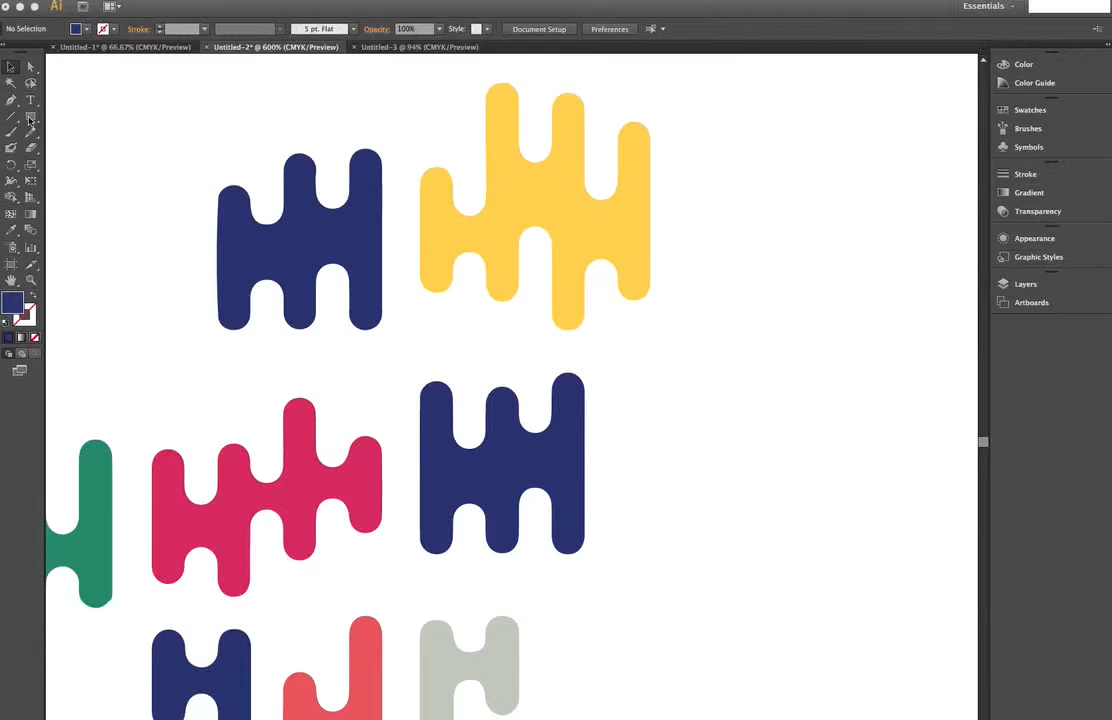 Ai
Essentials
No Selection
Stroke:
5 pt. Flat
Opacity: 100%
Style:
Document Setup
Preferences
Untitled-1* @ 66.67% (CMYK/Preview)
Untitled-2* @ 600% (CMYK/Preview)
Untitled-3 @ 94% (CMYK/Preview)
T
Color
Color Guide
Swatches
Brushes
Symbols
Stroke
Gradient
Transparency
Appearance
Graphic Styles
Layers
Artboards